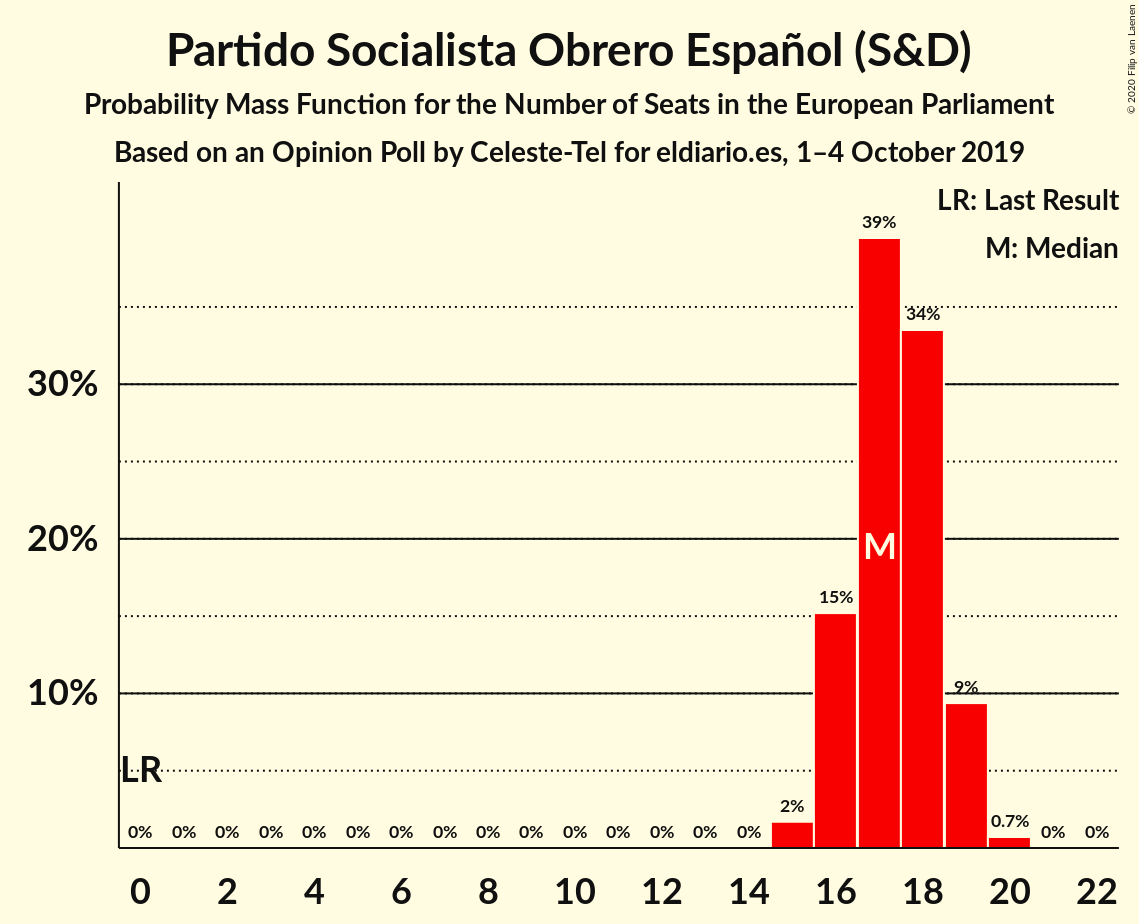 Partido Socialista Obrero Español (S&D)
Probability Mass Function for the Number of Seats in the European Parliament
Based on an Opinion Poll by Celeste-Tel for eldiario.es, 1–4 October 2019
© 2020 Filip van Laenen
LR: Last Result
M: Median
39%
34%
30%
20%
M
15%
10%
9%
LR
2%
0.7%
0% 0% 0% 0% 0% 0% 0% 0% 0% 0% 0% 0% 0% 0% 0% 0% 0%
0 2 4 6 8 10 12 14 16 18 20 22